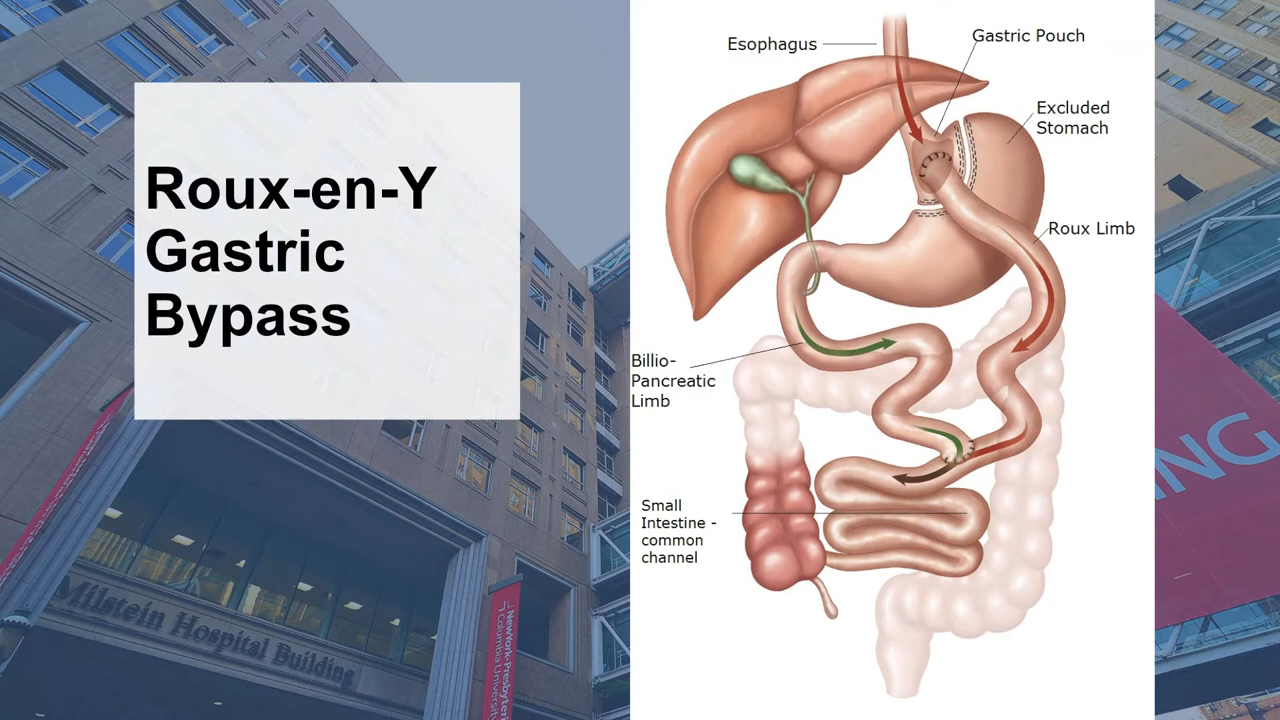 Roux-en-Y
Gastric
Bypass
Esophagus
Gastric Pouch
Excluded
Stomach
Roux Limb
Billio-
Pancreatic
Limb
Small
Intestine -
common
channel
Milstein Hospital Building
NewYork-Presbyterian
Columbia University
ING